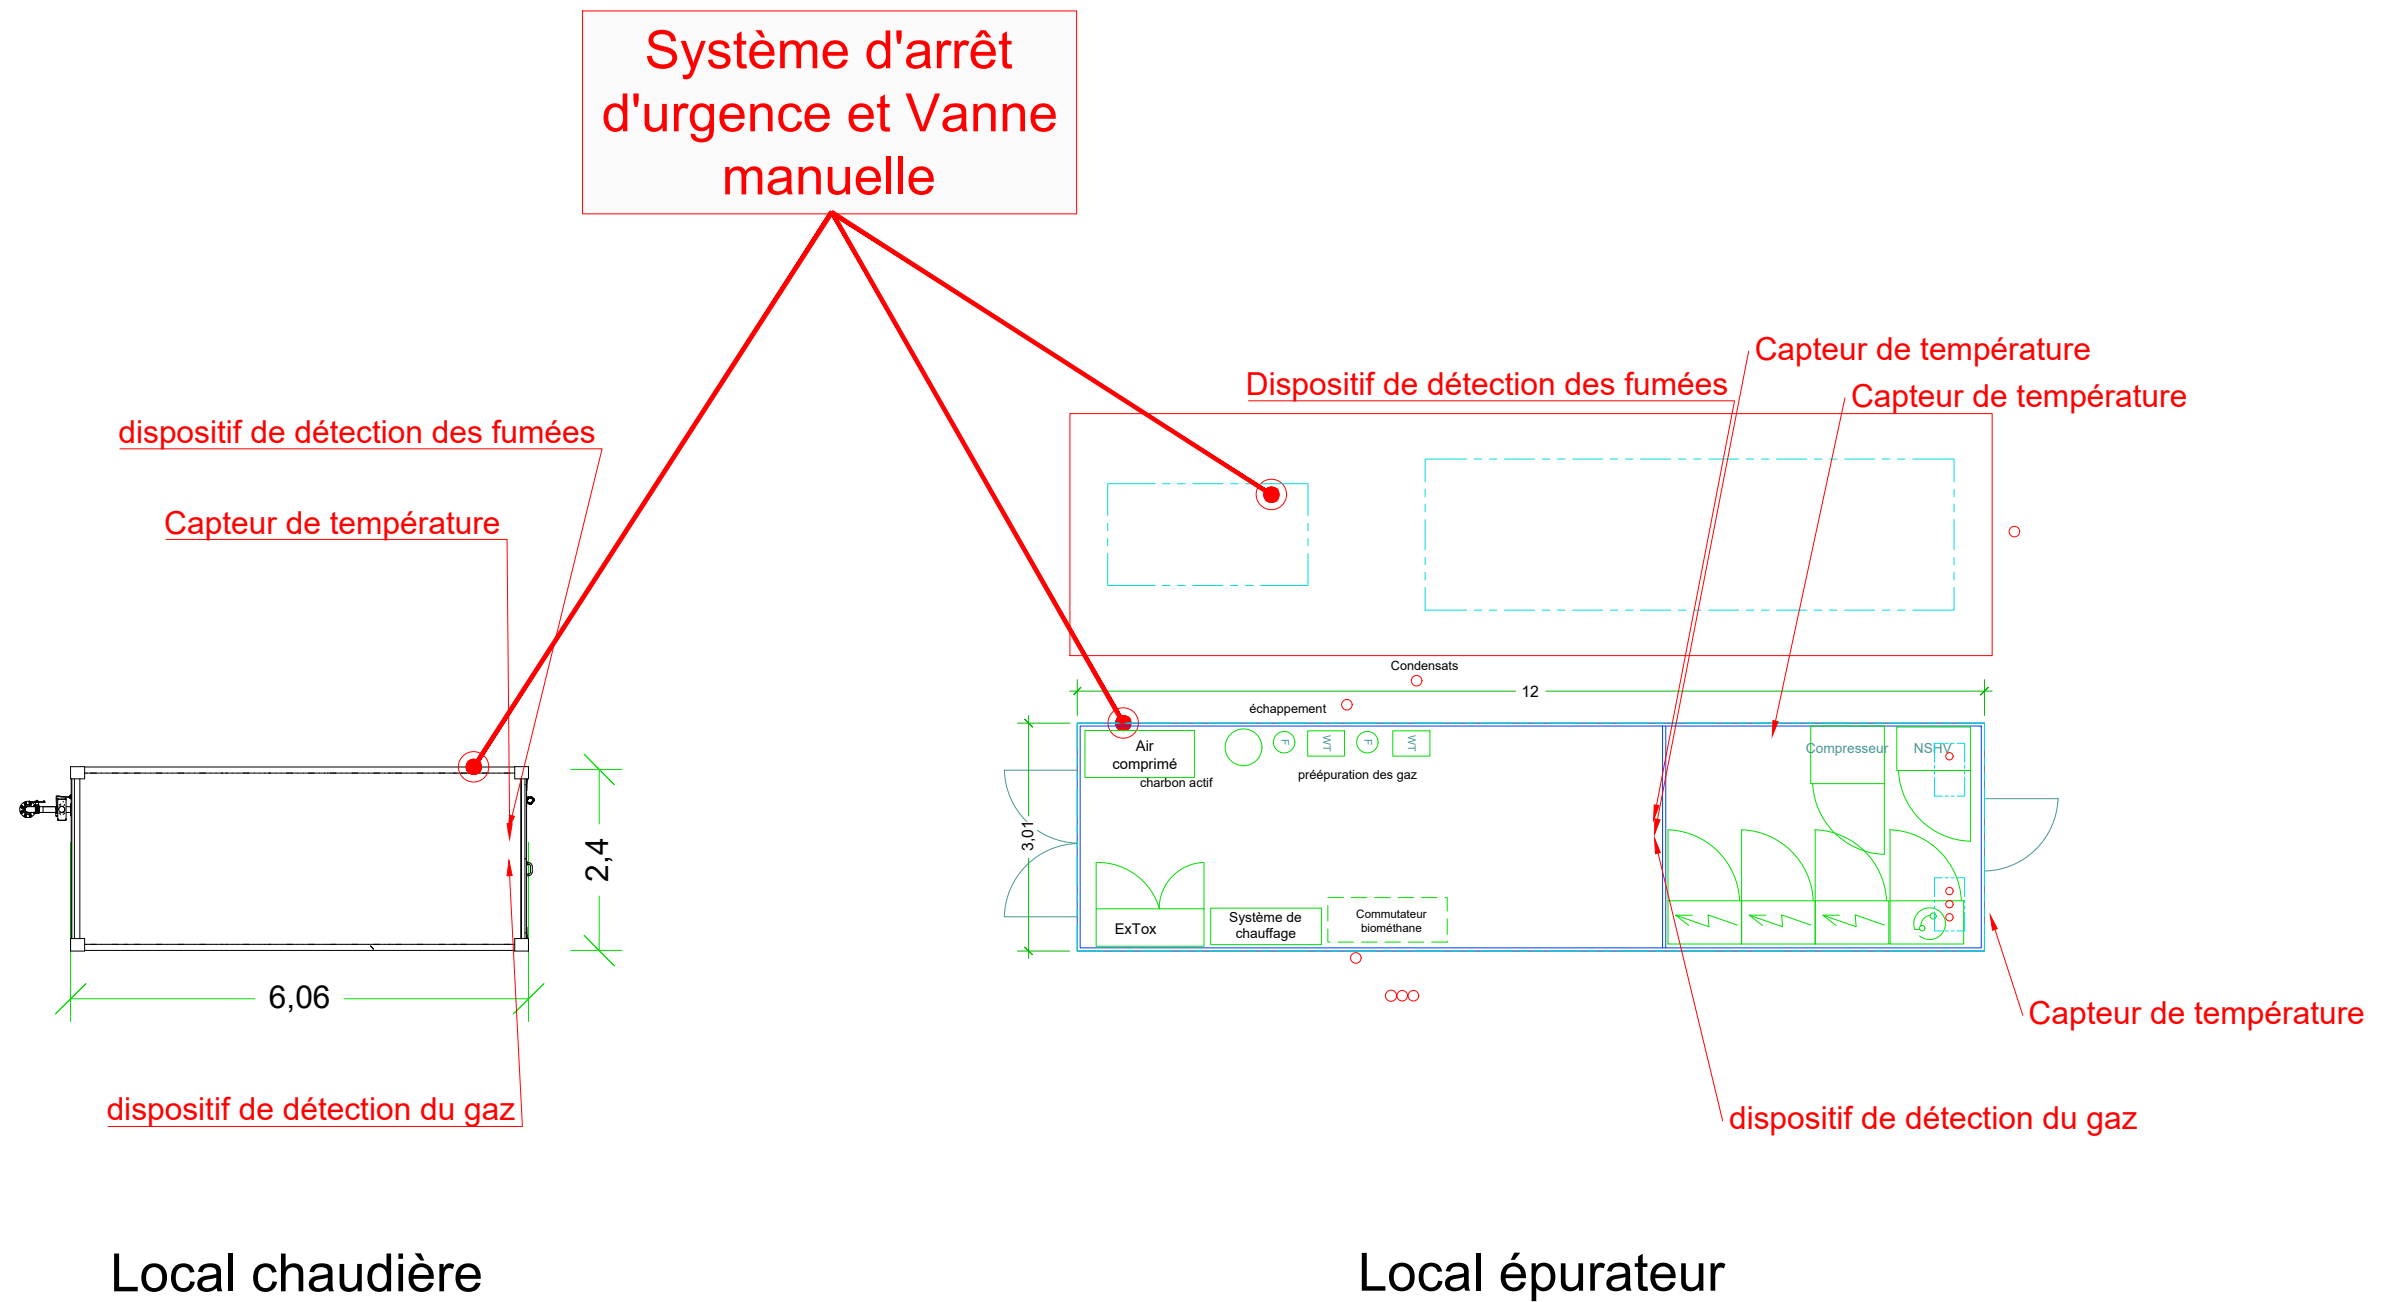 Système d'arrêt
d'urgence et Vanne
manuelle
Capteur de température
Dispositif de détection des fumées
Capteur de température
dispositif de détection des fumées
Capteur de température
Condensats
12
échappement
Air
comprimé
charbon actif
F
WT
F
WT
préépuration des gaz
Compresseur
NSHV
3,01
2,4
ExTox
Système de
chauffage
Commutateur
biométhane
6,06
Capteur de température
dispositif de détection du gaz
dispositif de détection du gaz
Local chaudière
Local épurateur